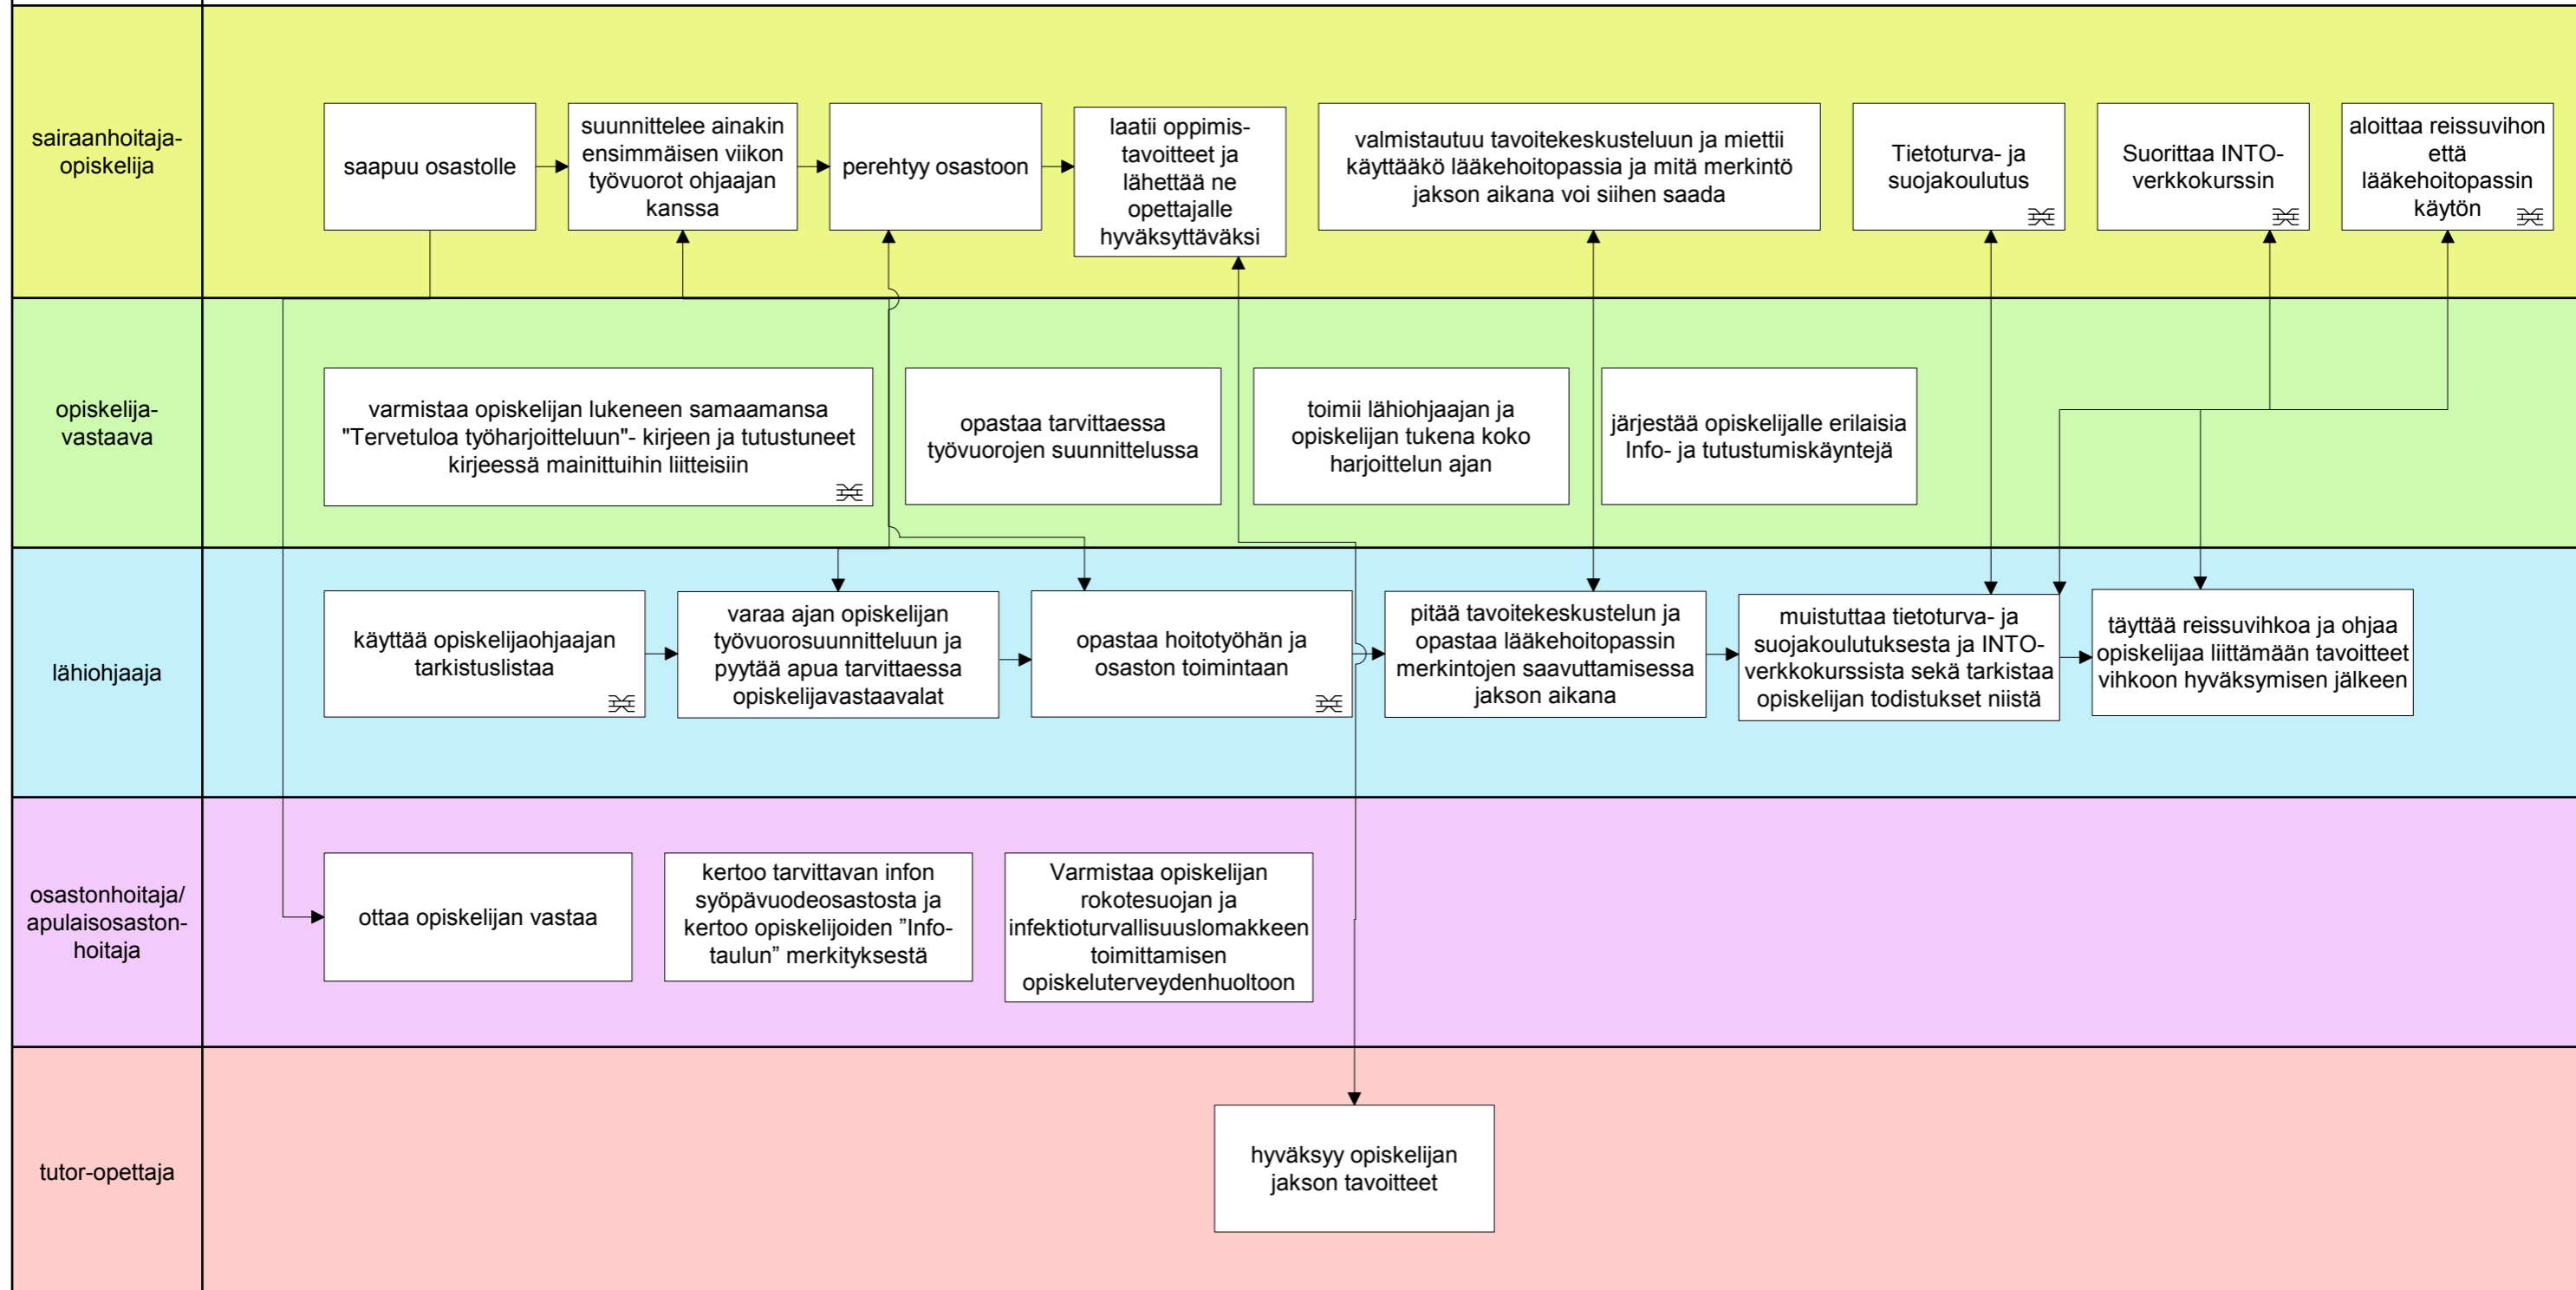 sairaanhoitaja-
opiskelija
saapuu osastolle
suunnittelee ainakin
ensimmäisen viikon
työvuorot ohjaajan
kanssa
perehtyy osastoon
laatii oppimis-
tavoitteet ja
lähettää ne
opettajalle
hyväksyttäväksi
valmistautuu tavoitekeskusteluun ja miettii
käyttääkö lääkehoitopassia ja mitä merkintö
jakson aikana voi siihen saada
Tietoturva- ja
suojakoulutus
Suorittaa INTO-
verkkokurssin
aloittaa reissuvihon
että
lääkehoitopassin
käytön
opiskelija-
vastaava
varmistaa opiskelijan lukeneen samaamansa
"Tervetuloa työharjoitteluun"- kirjeen ja tutustuneet
kirjeessä mainittuihin liitteisiin
opastaa tarvittaessa
työvuorojen suunnittelussa
toimii lähiohjaajan ja
opiskelijan tukena koko
harjoittelun ajan
järjestää opiskelijalle erilaisia
Info- ja tutustumiskäyntejä
lähiohjaaja
käyttää opiskelijaohjaajan
tarkistuslistaa
varaa ajan opiskelijan
työvuorosuunnitteluun ja
pyytää apua tarvittaessa
opiskelijavastaavalat
opastaa hoitotyöhän ja
osaston toimintaan
pitää tavoitekeskustelun ja
opastaa lääkehoitopassin
merkintojen saavuttamisessa
jakson aikana
muistuttaa tietoturva- ja
suojakoulutuksesta ja INTO-
verkkokurssista sekä tarkistaa
opiskelijan todistukset niistä
täyttää reissuvihkoa ja ohjaa
opiskelijaa liittämään tavoitteet
vihkoon hyväksymisen jälkeen
osastonhoitaja/
apulaisosaston-
hoitaja
ottaa opiskelijan vastaa
kertoo tarvittavan infon
syöpävuodeosastosta ja
kertoo opiskelijoiden ”Info-
taulun” merkityksestä
Varmistaa opiskelijan
rokotesuojan ja
infektioturvallisuuslomakkeen
toimittamisen
opiskeluterveydenhuoltoon
tutor-opettaja
hyväksyy opiskelijan
jakson tavoitteet